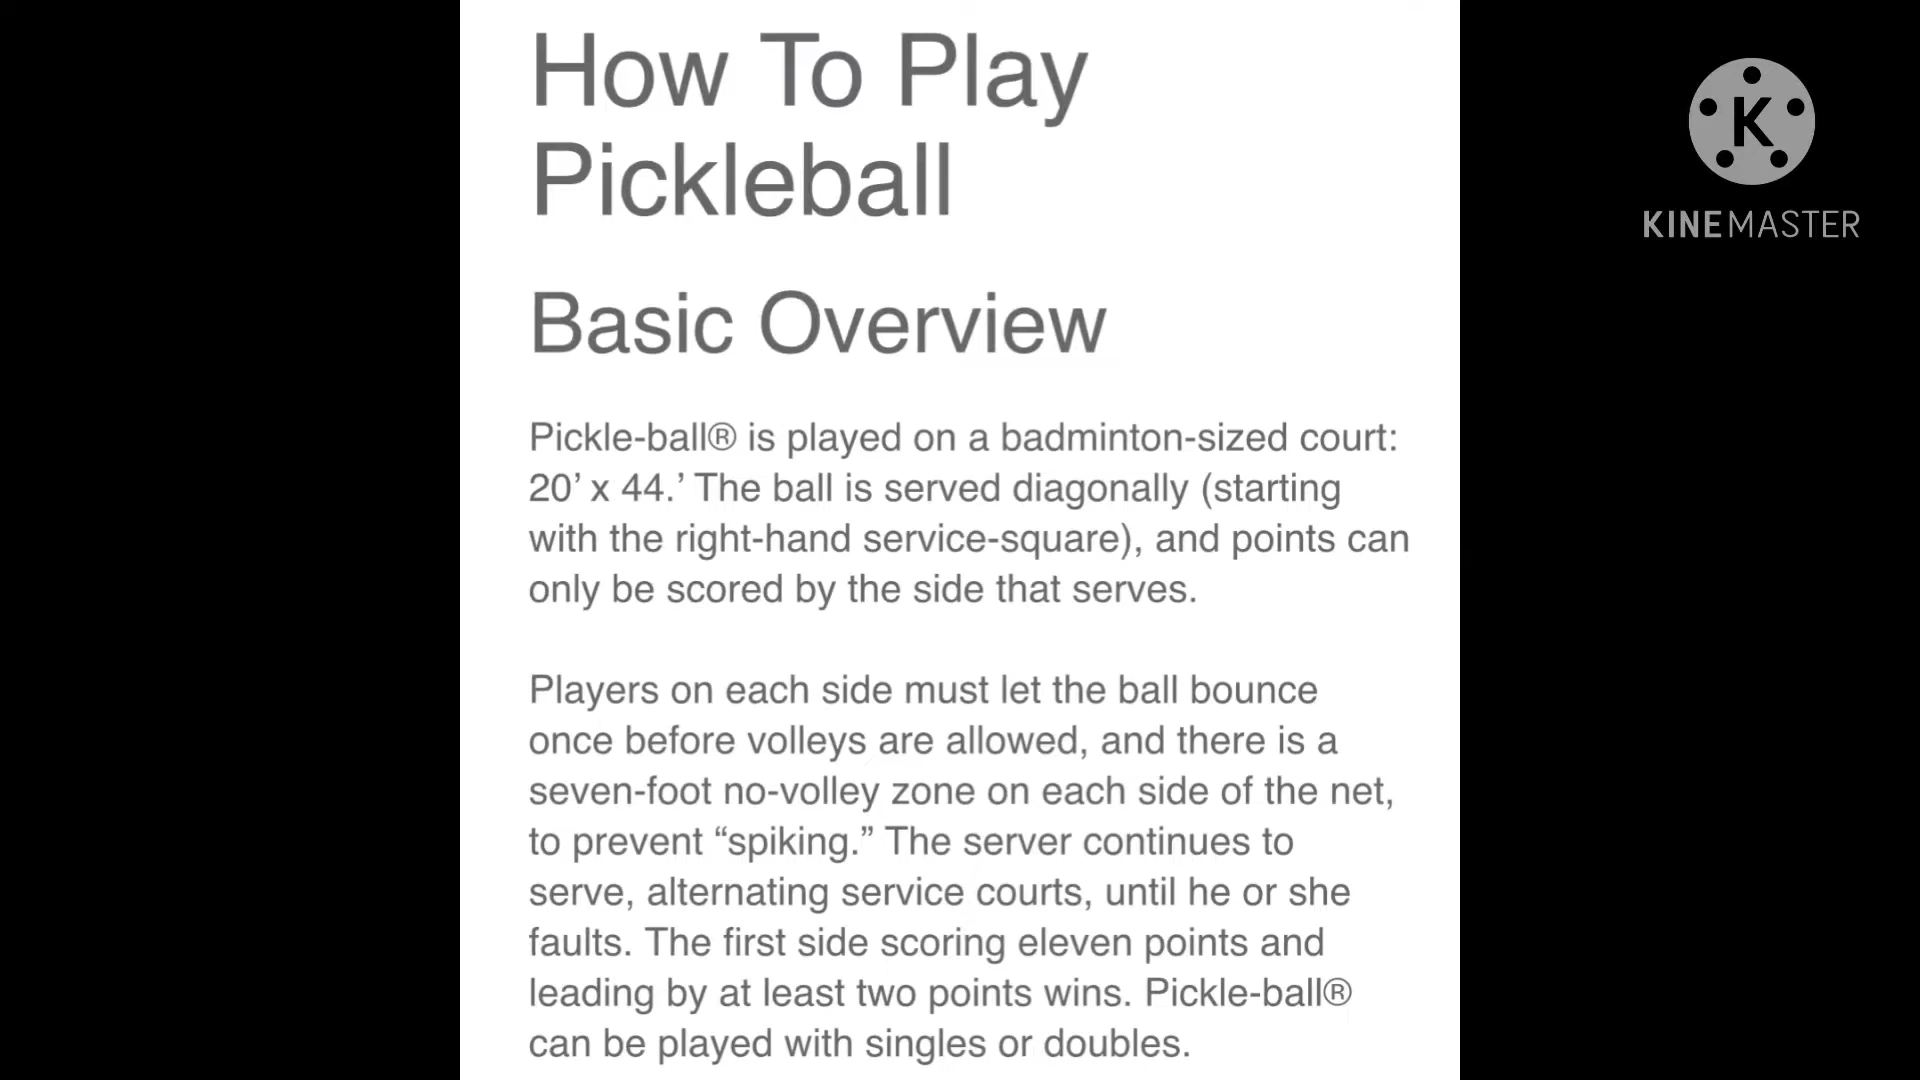 How To Play
Pickleball
Basic Overview
Pickle-ball® is played on a badminton-sized court:
20’ x 44.’ The ball is served diagonally (starting
with the right-hand service-square), and points can
only be scored by the side that serves.
Players on each side must let the ball bounce
once before volleys are allowed, and there is a
seven-foot no-volley zone on each side of the net,
to prevent “spiking.” The server continues to
serve, alternating service courts, until he or she
faults. The first side scoring eleven points and
leading by at least two points wins. Pickle-ball®
can be played with singles or doubles.
K
KINEMASTER